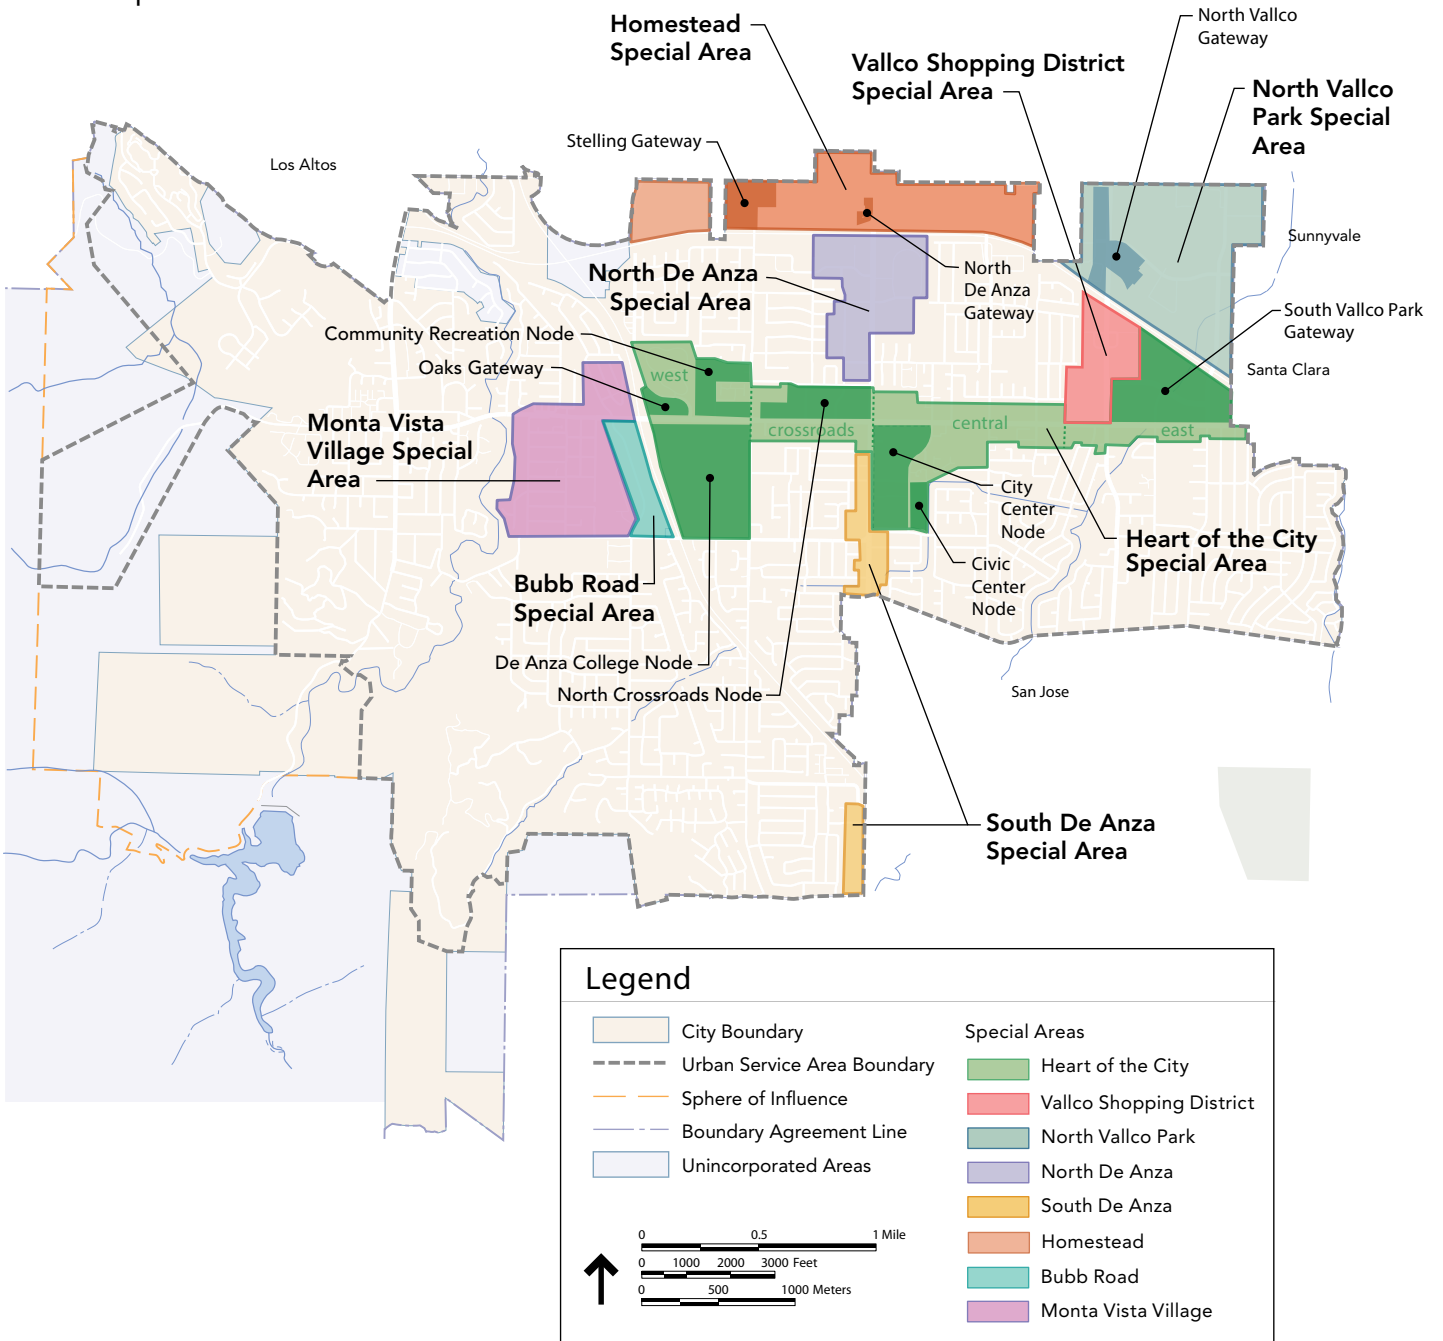 Homestead
Special Area
North Vallco
Gateway
Vallco Shopping District
Special Area
North Vallco
Park Special
Area
Stelling Gateway
Los Altos
Sunnyvale
North De Anza
Special Area
North
De Anza
Gateway
South Vallco Park
Gateway
Community Recreation Node
Oaks Gateway
Santa Clara
west
crossroads
central
east
Monta Vista
Village Special
Area
City
Center
Node
Heart of the City
Special Area
Civic
Center
Node
Bubb Road
Special Area
De Anza College Node
North Crossroads Node
San Jose
South De Anza
Special Area
Legend
City Boundary
Urban Service Area Boundary
Sphere of Influence
Boundary Agreement Line
Unincorporated Areas
Special Areas
Heart of the City
Vallco Shopping District
North Vallco Park
North De Anza
South De Anza
Homestead
Bubb Road
Monta Vista Village
0 0.5 1 Mile
0 1000 2000 3000 Feet
0 500 1000 Meters